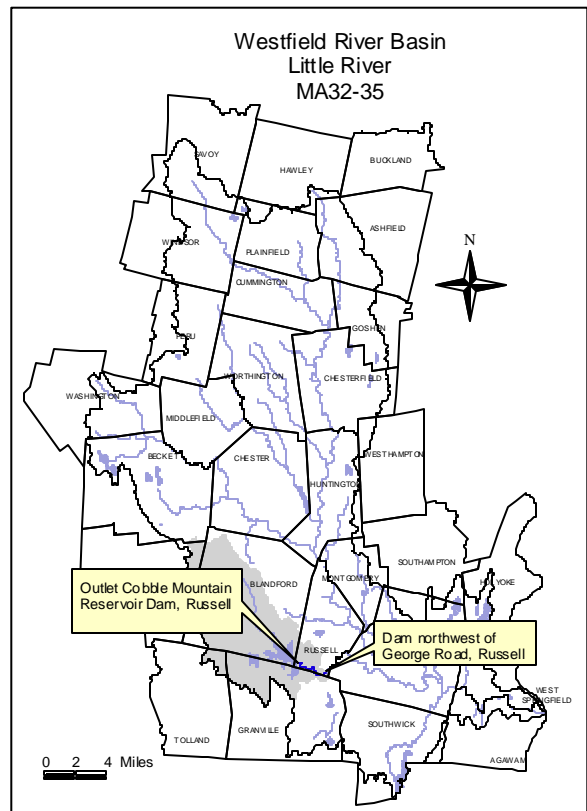 Westfield River Basin
Little River
MA32-35
SAVOY
HAWLEY
BUCKLAND
ASHFIELD
WINDSOR
PLAINFIELD
N
CUMMINGTON
GOSHEN
PERU
WORTHINGTON
CHESTERFIELD
WASHINGTON
MIDDLEFIELD
BECKET
CHESTER
WESTHAMPTON
HUNTINGTON
SOUTHAMPTON
HOLYOKE
BLANDFORD
MONTGOMERY
Outlet Cobble Mountain
Reservoir Dam, Russell
RUSSELL
Dam northwest of
George Road, Russell
WEST
SPRINGFIELD
SOUTHWICK
GRANVILLE
TOLLAND
AGAWAM
0 2 4 Miles